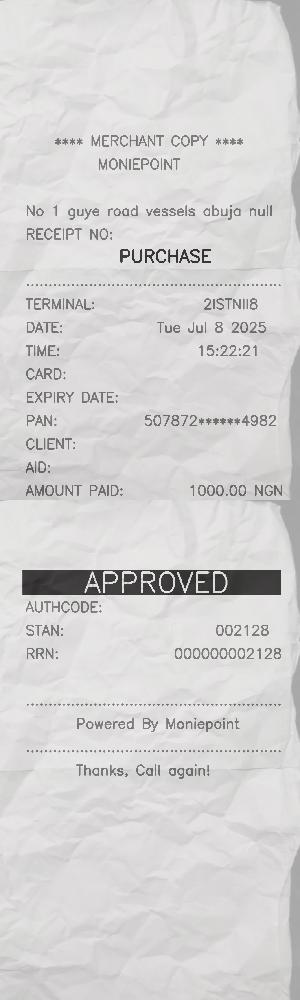 **** MERCHANT COPY ****
MONIEPOINT
No 1 guye road vessels abuja null
RECEIPT NO:
PURCHASE
TERMINAL: 2ISTNII8
DATE: Tue Jul 8 2025
TIME: 15:22:21
CARD:
EXPIRY DATE:
PAN: 507872******4982
CLIENT:
AID:
AMOUNT PAID: 1000.00 NGN
APPROVED
AUTHCODE:
STAN: 002128
RRN: 000000002128
Powered By Moniepoint
Thanks, Call again!